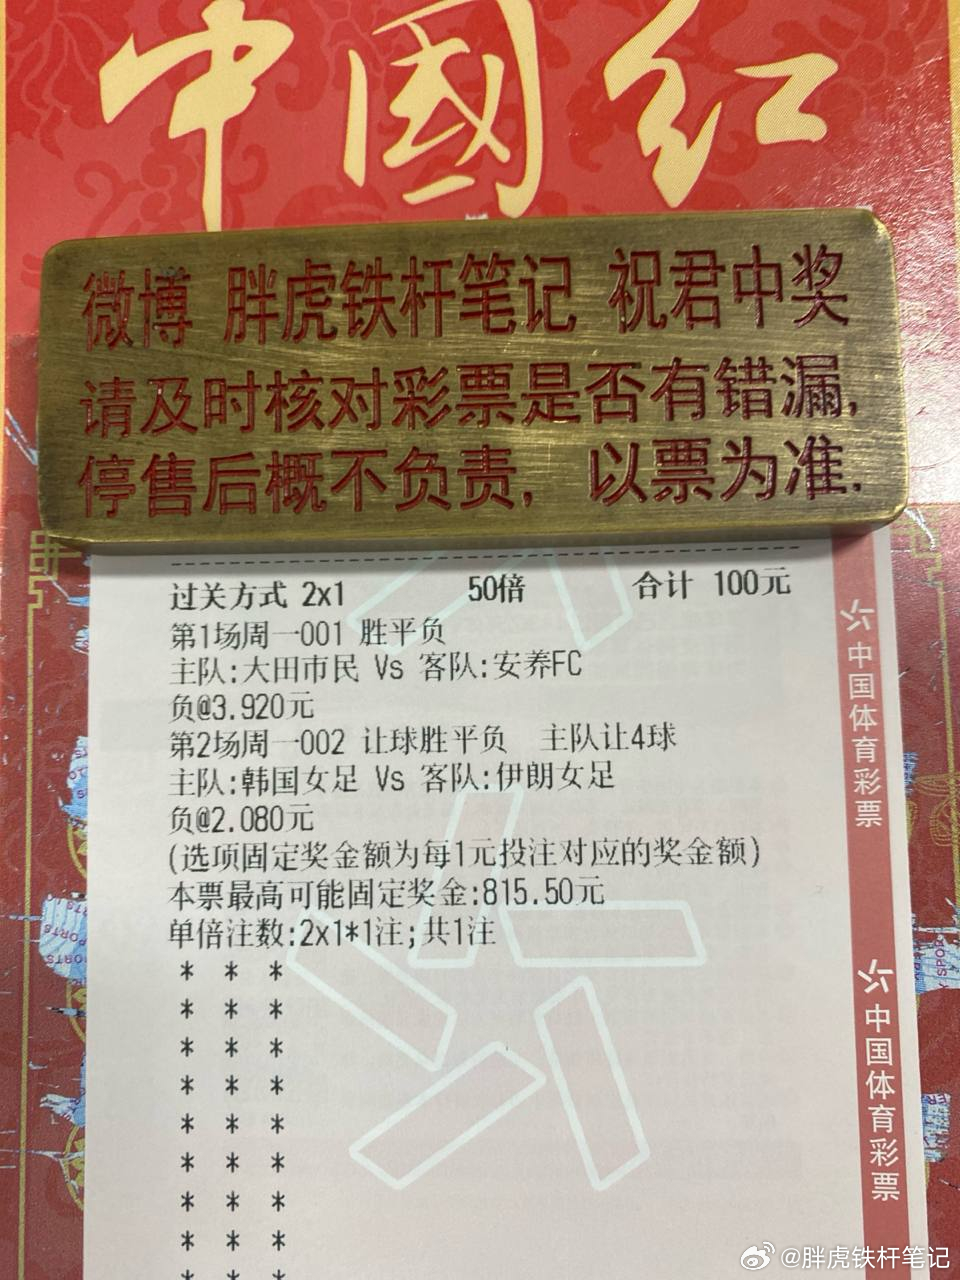 中國红
微博 胖虎铁杆笔记 祝君中奖
请及时核对彩票是否有错漏,
停售后概不负责, 以票为准.
过关方式 2x1 50倍 合计 100元
第1场周一001 胜平负
主队:大田市民 Vs 客队:安养FC
负@3.920元
第2场周一002 让球胜平负 主队让4球
主队:韩国女足 Vs 客队:伊朗女足
负@2.080元
(选项固定奖金额为每1元投注对应的奖金额)
本票最高可能固定奖金:815.50元
单倍注数:2x1*1注;共1注
* * *
* * *
* * *
* * *
* * *
* * *
* * *
* * *
* * *
中国体育彩票
中国体育彩票
SPORTS
SPORTS
@胖虎铁杆笔记